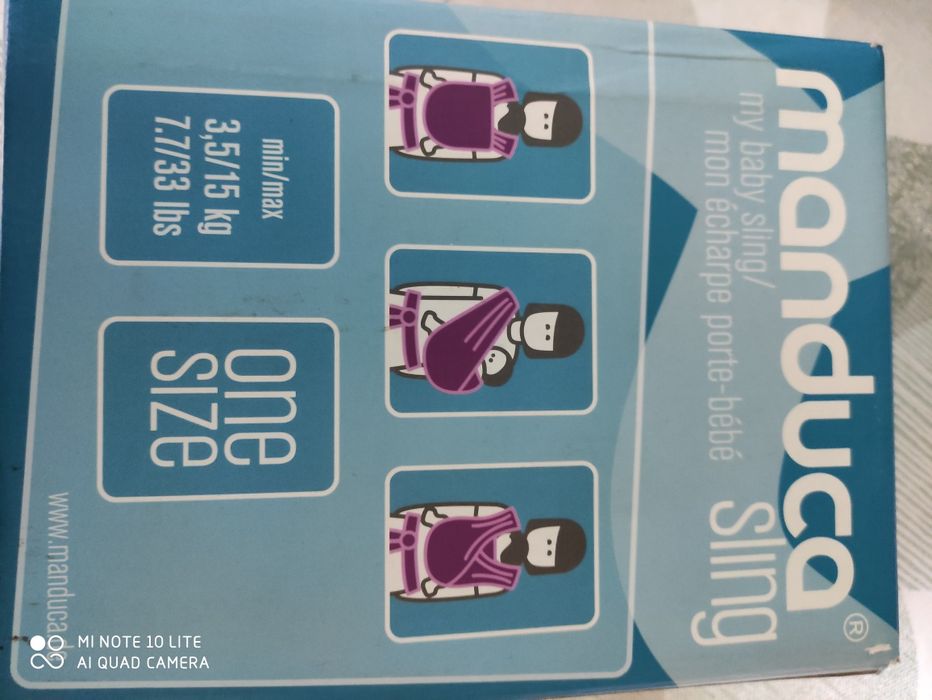 manduca®
Sling
my baby sling/
mon écharpe porte-bébé
min/max
3,5/15 kg
7.7/33 lbs
one
size
www.manduca
MI NOTE 10 LITE
AI QUAD CAMERA